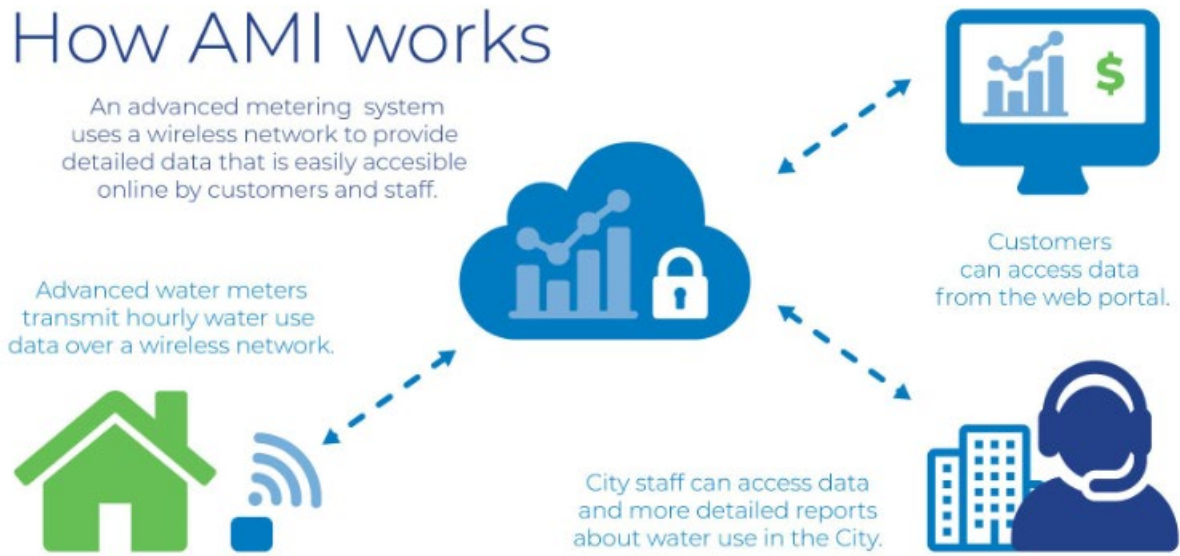 How AMI works
An advanced metering system
uses a wireless network to provide
detailed data that is easily accesible
online by customers and staff.
$
Customers
can access data
from the web portal.
Advanced water meters
transmit hourly water use
data over a wireless network.
City staff can access data
and more detailed reports
about water use in the City.